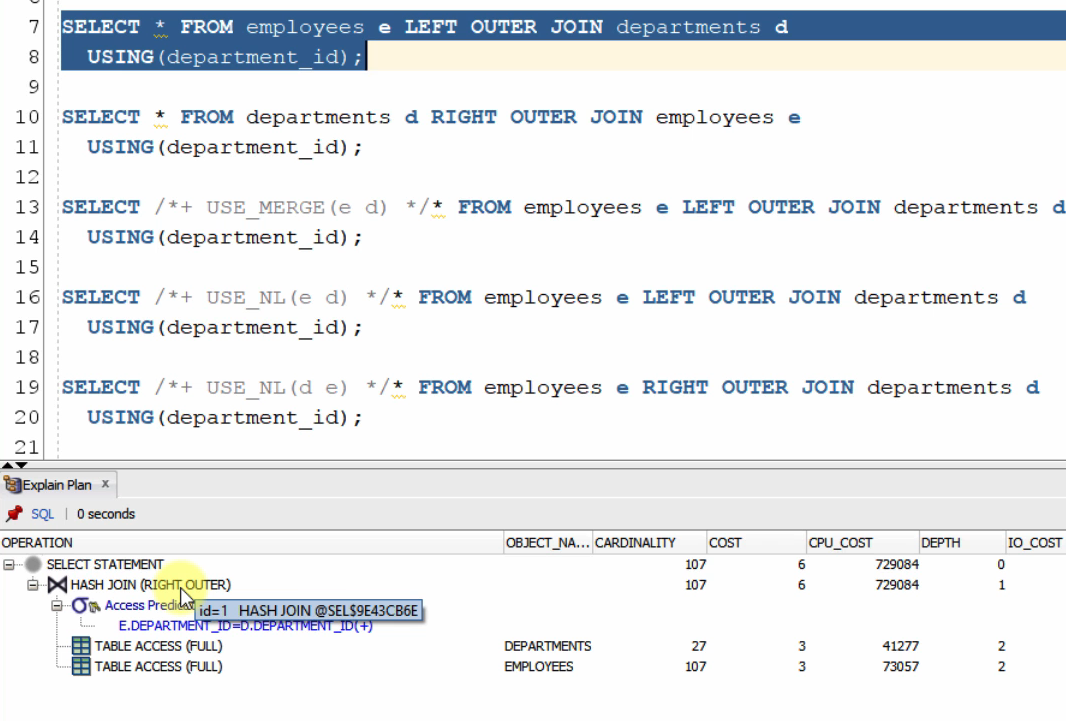 7 SELECT * FROM employees e LEFT OUTER JOIN departments d
8 USING(department_id);
9
10 SELECT * FROM departments d RIGHT OUTER JOIN employees e
11 USING(department_id);
12
13 SELECT /*+ USE_MERGE(e d) */* FROM employees e LEFT OUTER JOIN departments d
14 USING(department_id);
15
16 SELECT /*+ USE_NL(e d) */* FROM employees e LEFT OUTER JOIN departments d
17 USING(department_id);
18
19 SELECT /*+ USE_NL(d e) */* FROM employees e RIGHT OUTER JOIN departments d
20 USING(department_id);
21
Explain Plan x
SQL | 0 seconds
OPERATION OBJECT_NA... CARDINALITY COST CPU_COST DEPTH IO_COST
SELECT STATEMENT 107 6 729084 0
HASH JOIN (RIGHT OUTER) 107 6 729084 1
Access
id=1 HASH JOIN @SEL$9E43CB6E
E.DEPARTMENT_ID=D.DEPARTMENT_ID(+)
TABLE ACCESS (FULL) DEPARTMENTS 27 3 41277 2
TABLE ACCESS (FULL) EMPLOYEES 107 3 73057 2